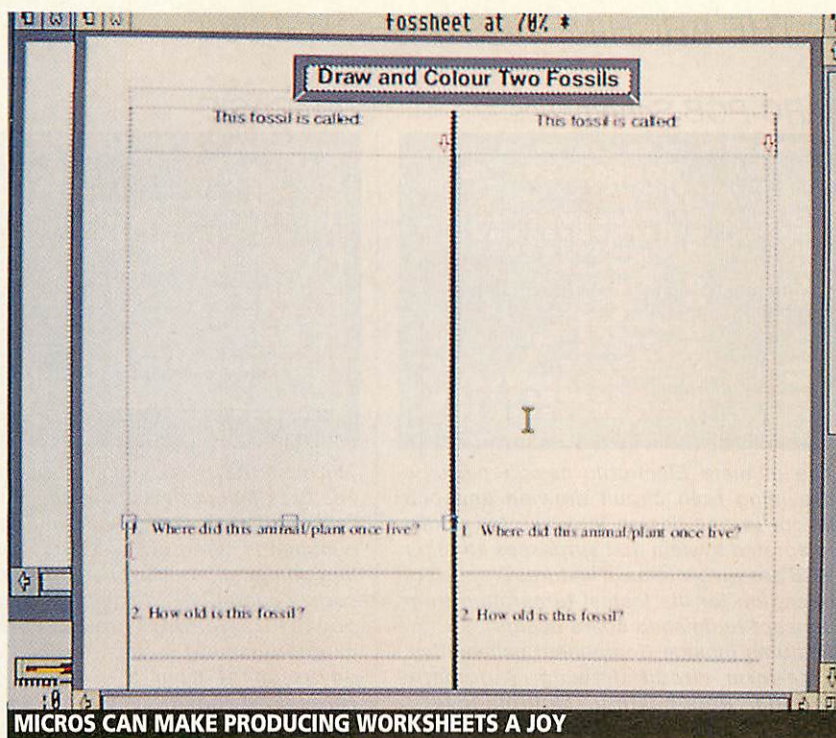 fossheet at 70% *
Draw and Colour Two Fossils
This fossil is called:
This fossil is called:
1. Where did this animal/plant once live?
1. Where did this animal/plant once live?
2. How old is this fossil?
2. How old is this fossil?
MICROS CAN MAKE PRODUCING WORKSHEETS A JOY